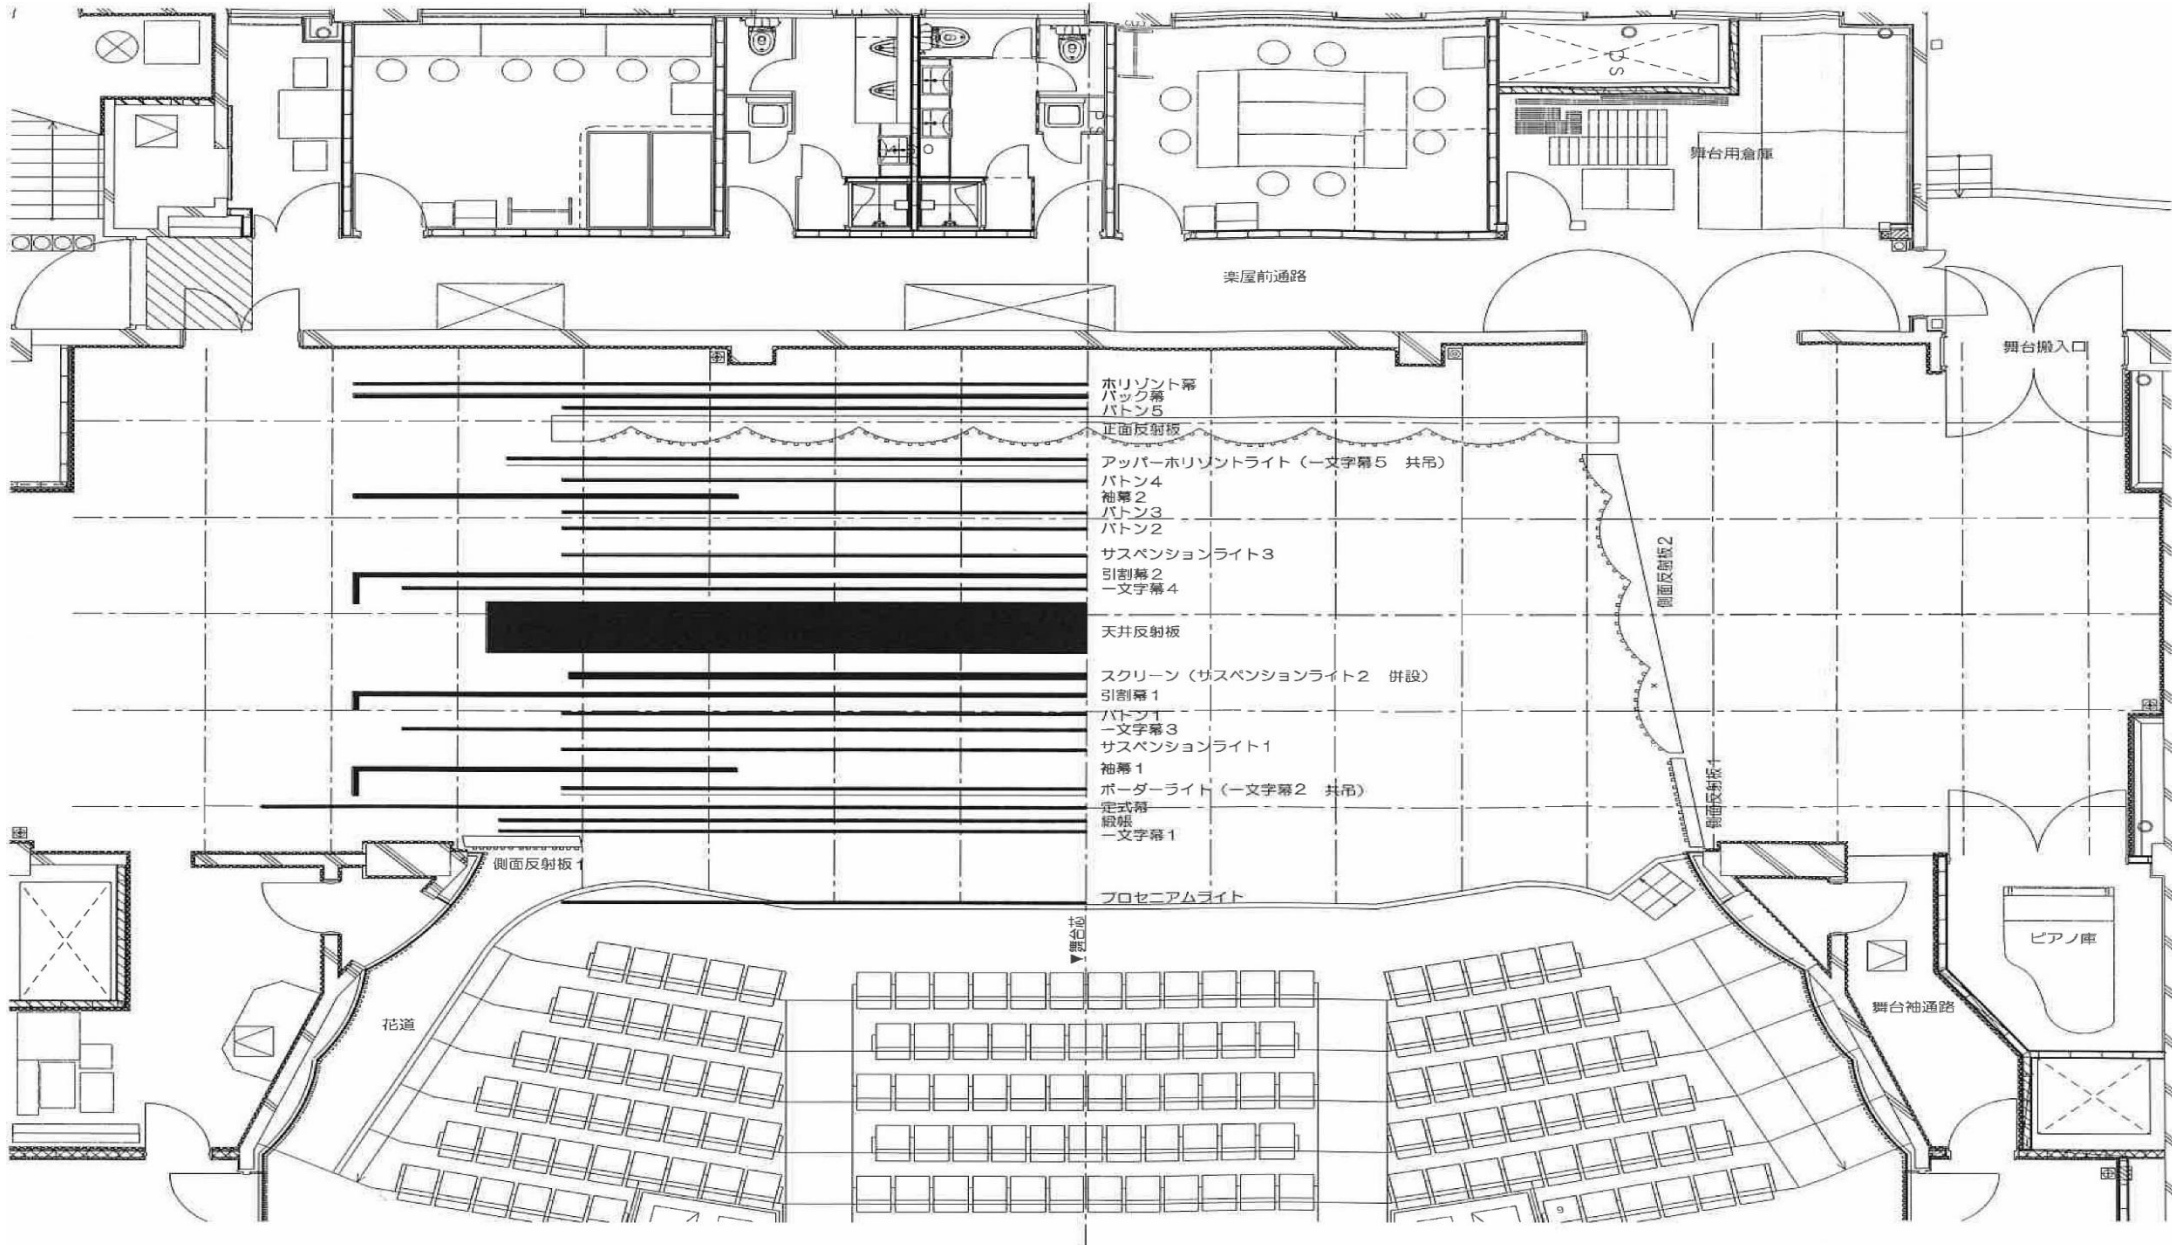 DS
舞台用倉庫
楽屋前通路
舞台搬入口
ホリゾント幕
バック幕
バトン5
正面反射板
アッパーホリゾントライト（一文字幕5 共吊）
バトン4
袖幕2
バトン3
バトン2
サスペンションライト3
引割幕2
一文字幕4
天井反射板
スクリーン（サスペンションライト2 併設）
引割幕1
バトン1
一文字幕3
サスペンションライト1
袖幕1
ボーダーライト（一文字幕2 共吊）
定式幕
緞帳
一文字幕1
側面反射板2
側面反射板1
側面反射板1
プロセニアムライト
▼舞台芯
花道
ピアノ庫
舞台袖通路
9